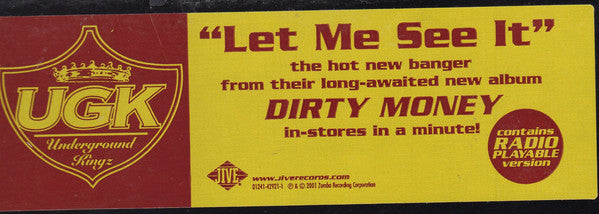 UGK
Underground
Kingz
"Let Me See It"
the hot new banger
from their long-awaited new album
DIRTY MONEY
in-stores in a minute!
contains
RADIO
PLAYABLE
version
JIVE
www.jiverecords.com
01241-42921-1 ℗ & © 2001 Zomba Recording Corporation